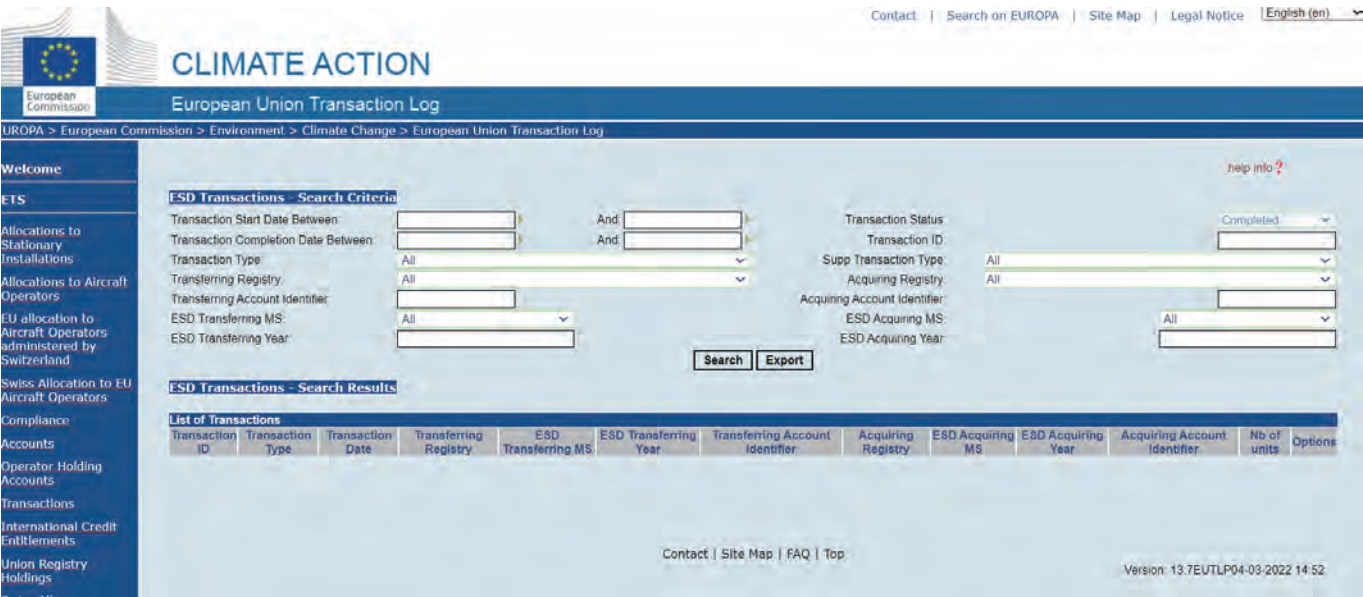 Contact | Search on EUROPA | Site Map | Legal Notice English (en)
CLIMATE ACTION
European
Commission
European Union Transaction Log
UROPA > European Commission > Environment > Climate Change > European Union Transaction Log
Welcome
help info ?
ETS
Allocations to
Stationary
Installations
Allocations to Aircraft
Operators
EU allocation to
Aircraft Operators
administered by
Switzerland
Swiss Allocation to EU
Aircraft Operators
Compliance
Accounts
Operator Holding
Accounts
Transactions
International Credit
Entitlements
Union Registry
Holdings
ESD Transactions - Search Criteria
Transaction Start Date Between: And: Transaction Status: Completed
Transaction Completion Date Between: And: Transaction ID:
Transaction Type: All Supp Transaction Type: All
Transferring Registry: All Acquiring Registry: All
Transferring Account Identifier: Acquiring Account Identifier:
ESD Transferring MS: All ESD Acquiring MS: All
ESD Transferring Year: ESD Acquiring Year:
Search Export
ESD Transactions - Search Results
List of Transactions
Transaction ID Transaction Type Transaction Date Transferring Registry ESD Transferring MS ESD Transferring Year Transferring Account Identifier Acquiring Registry ESD Acquiring MS ESD Acquiring Year Acquiring Account Identifier Nb of units Options
Contact | Site Map | FAQ | Top
Version: 13.7EUTLP04-03-2022 14:52